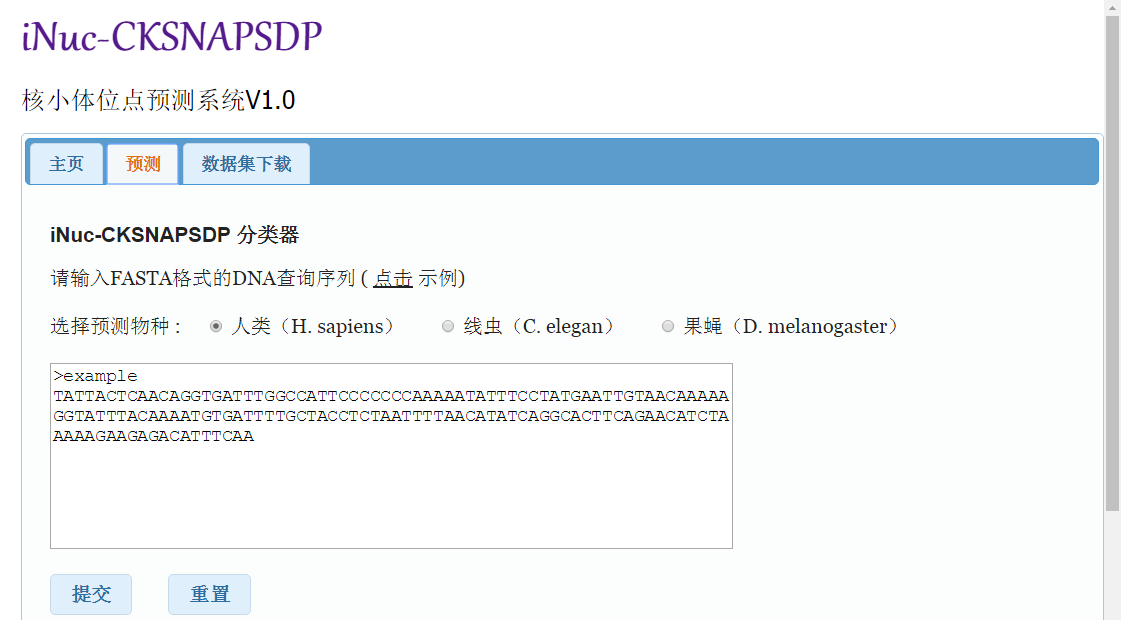 iNuc-CKSNAPSDP
核小体位点预测系统V1.0
主页 预测 数据集下载
iNuc-CKSNAPSDP 分类器
请输入FASTA格式的DNA查询序列 ( 点击 示例)
选择预测物种： 人类（H. sapiens） 线虫（C. elegan） 果蝇（D. melanogaster）
>example
TATTACTCAACAGGTGATTTGGCCATTCCCCCCCAAAAATATTTCCTATGAATTGTAACAAAAA
GGTATTTACAAAATGTGATTTTGCTACCTCTAATTTTAACATATCAGGCACTTCAGAACATCTA
AAAAGAAGAGACATTTCAA
提交 重置